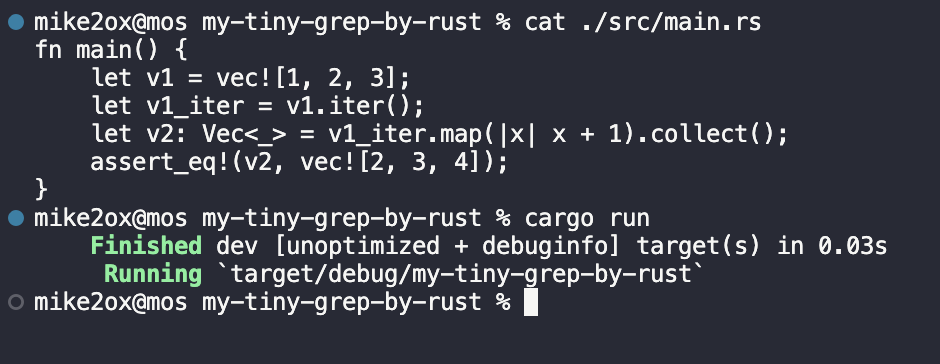 mike2ox@mos my-tiny-grep-by-rust % cat ./src/main.rs
fn main() {
    let v1 = vec![1, 2, 3];
    let v1_iter = v1.iter();
    let v2: Vec<_> = v1_iter.map(|x| x + 1).collect();
    assert_eq!(v2, vec![2, 3, 4]);
}
mike2ox@mos my-tiny-grep-by-rust % cargo run
    Finished dev [unoptimized + debuginfo] target(s) in 0.03s
     Running `target/debug/my-tiny-grep-by-rust`
mike2ox@mos my-tiny-grep-by-rust %